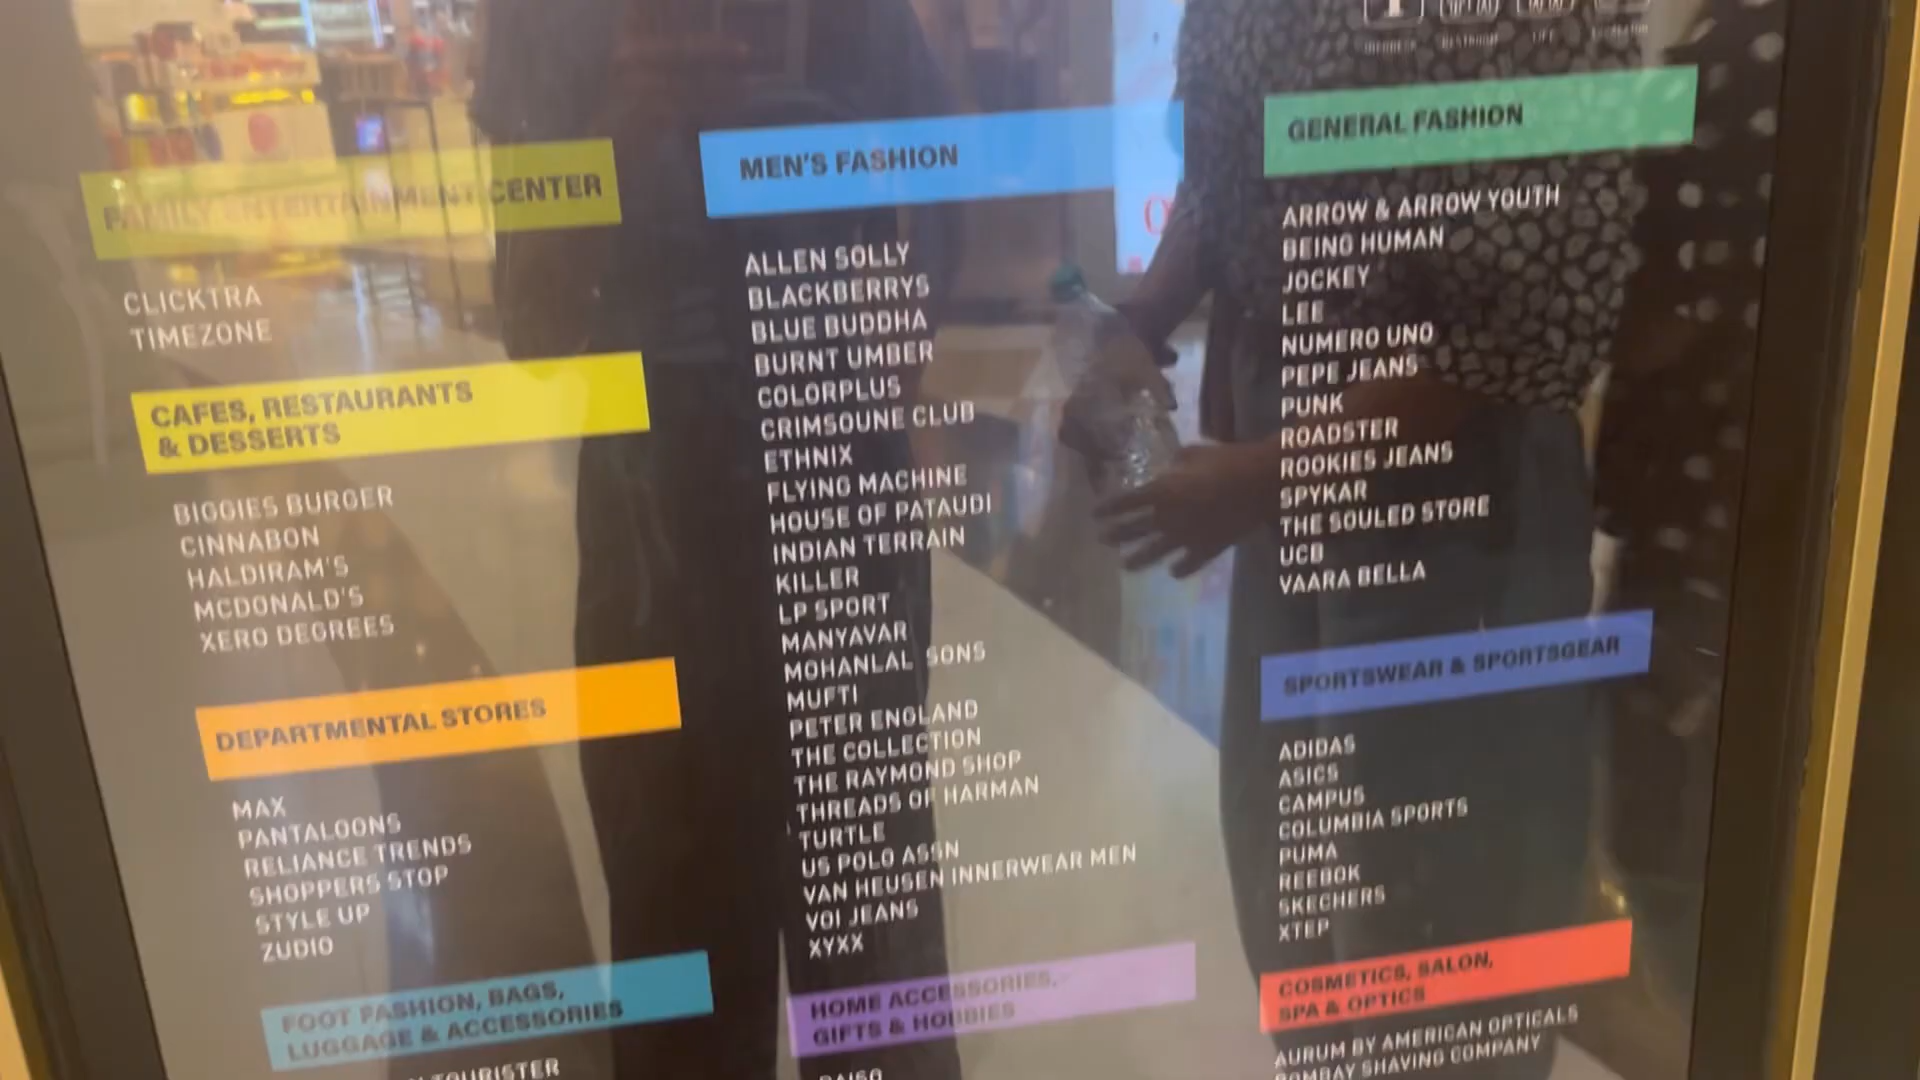 FAMILY ENTERTAINMENT CENTER
CLICKTRA
TIMEZONE
CAFES, RESTAURANTS
& DESSERTS
BIGGIES BURGER
CINNABON
HALDIRAM'S
MCDONALD'S
XERO DEGREES
DEPARTMENTAL STORES
MAX
PANTALOONS
RELIANCE TRENDS
SHOPPERS STOP
STYLE UP
ZUDIO
FOOT FASHION, BAGS,
LUGGAGE & ACCESSORIES
TOURISTER
MEN'S FASHION
ALLEN SOLLY
BLACKBERRYS
BLUE BUDDHA
BURNT UMBER
COLORPLUS
CRIMSOUNE CLUB
ETHNIX
FLYING MACHINE
HOUSE OF PATAUDI
INDIAN TERRAIN
KILLER
LP SPORT
MANYAVAR
MOHANLAL SONS
MUFTI
PETER ENGLAND
THE COLLECTION
THE RAYMOND SHOP
THREADS OF HARMAN
TURTLE
US POLO ASSN
VAN HEUSEN INNERWEAR MEN
VOI JEANS
XYXX
HOME ACCESSORIES,
GIFTS & HOBBIES
DAISO
LIFT
GENERAL FASHION
ARROW & ARROW YOUTH
BEING HUMAN
JOCKEY
LEE
NUMERO UNO
PEPE JEANS
PUNK
ROADSTER
ROOKIES JEANS
SPYKAR
THE SOULED STORE
UCB
VAARA BELLA
SPORTSWEAR & SPORTSGEAR
ADIDAS
ASICS
CAMPUS
COLUMBIA SPORTS
PUMA
REEBOK
SKECHERS
XTEP
COSMETICS, SALON,
SPA & OPTICS
AURUM BY AMERICAN OPTICALS
BOMBAY SHAVING COMPANY